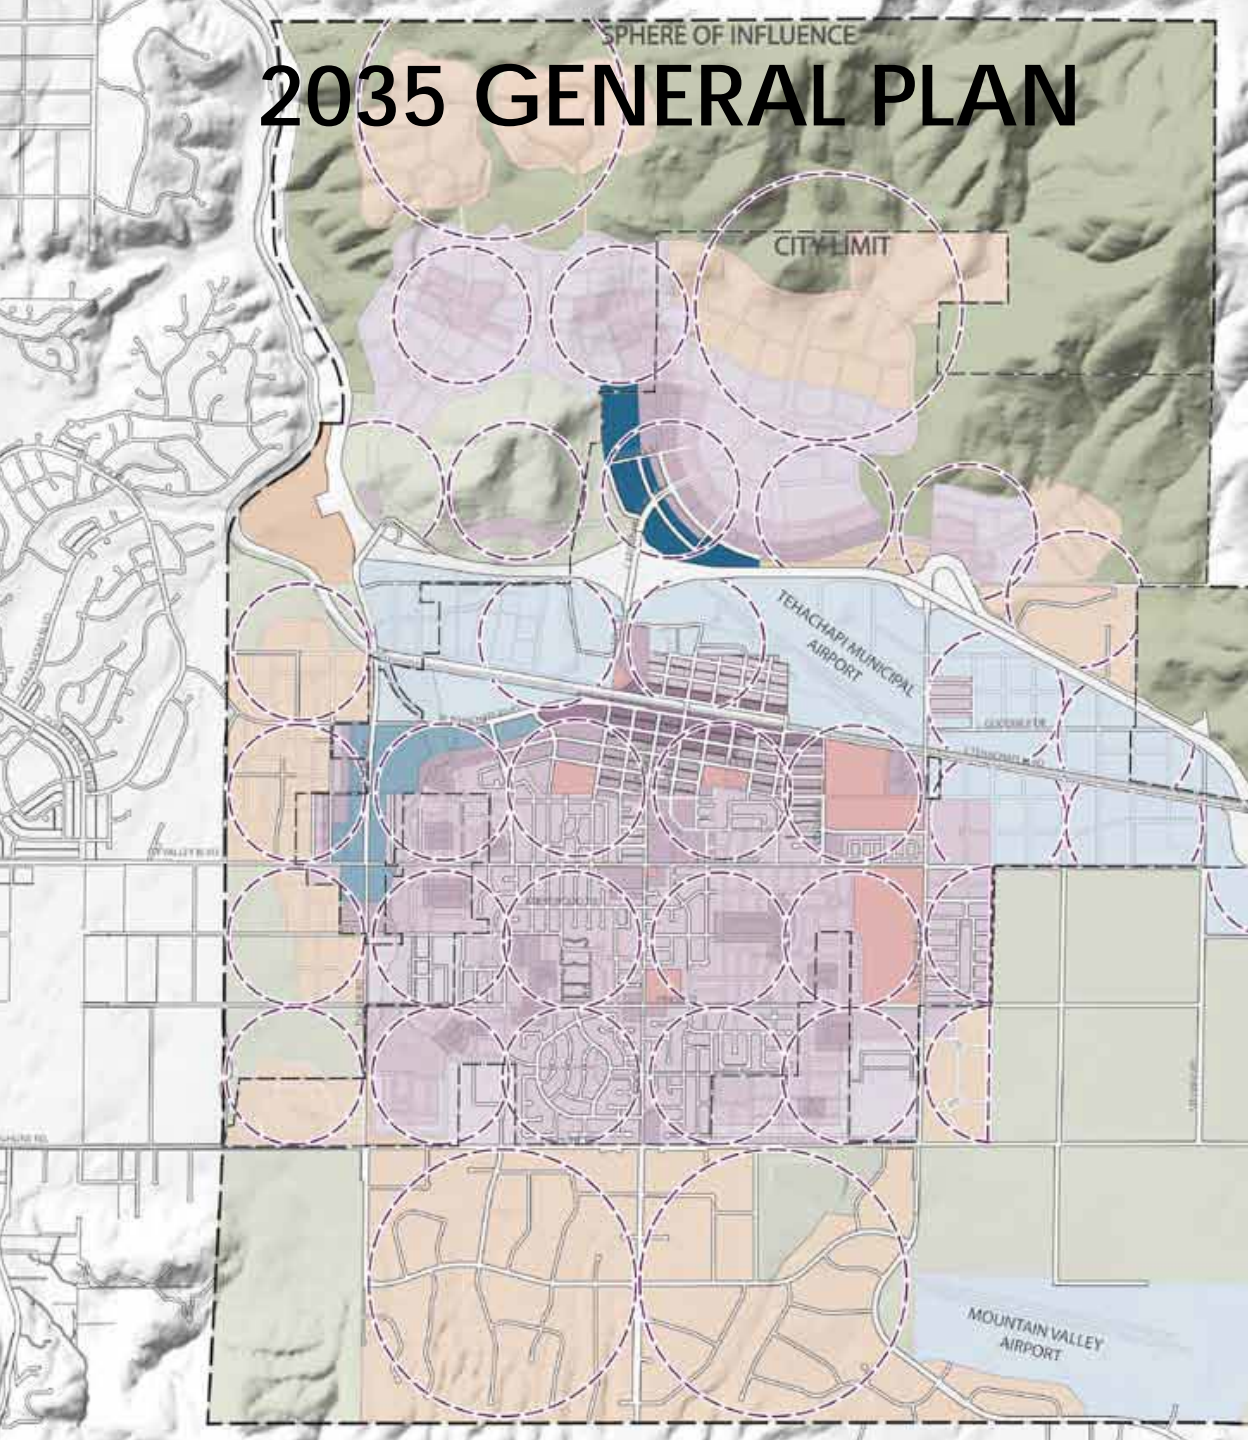 SPHERE OF INFLUENCE
2035 GENERAL PLAN
CITY LIMIT
TEHACHAPI MUNICIPAL
AIRPORT
MOUNTAIN VALLEY
AIRPORT